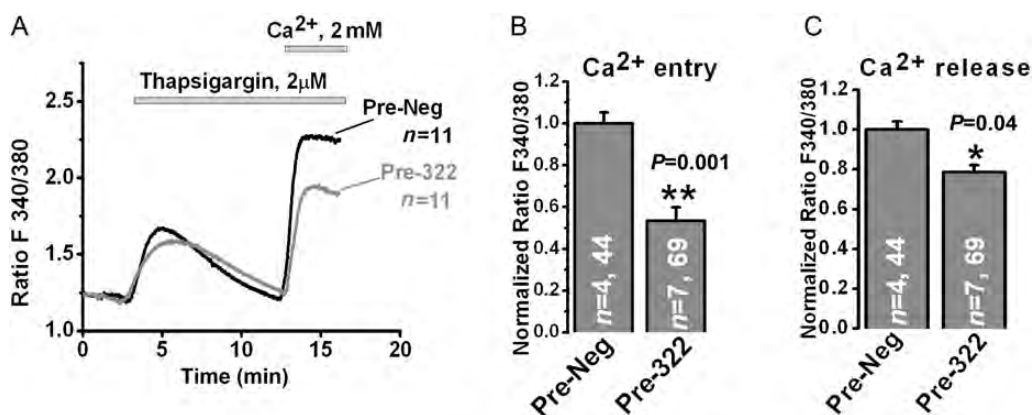 A
Ca²⁺, 2 mM
Thapsigargin, 2µM
Pre-Neg
n=11
Pre-322
n=11
Ratio F 340/380
2.5
2.0
1.5
1.0
0
5
10
15
20
Time (min)
B
Ca²⁺ entry
Normalized Ratio F340/380
1.2
1.0
0.8
0.6
0.4
0.2
0.0
P=0.001
**
n=4, 44
n=7, 69
Pre-Neg
Pre-322
C
Ca²⁺ release
Normalized Ratio F340/380
1.2
1.0
0.8
0.6
0.4
0.2
0.0
P=0.04
*
n=4, 44
n=7, 69
Pre-Neg
Pre-322